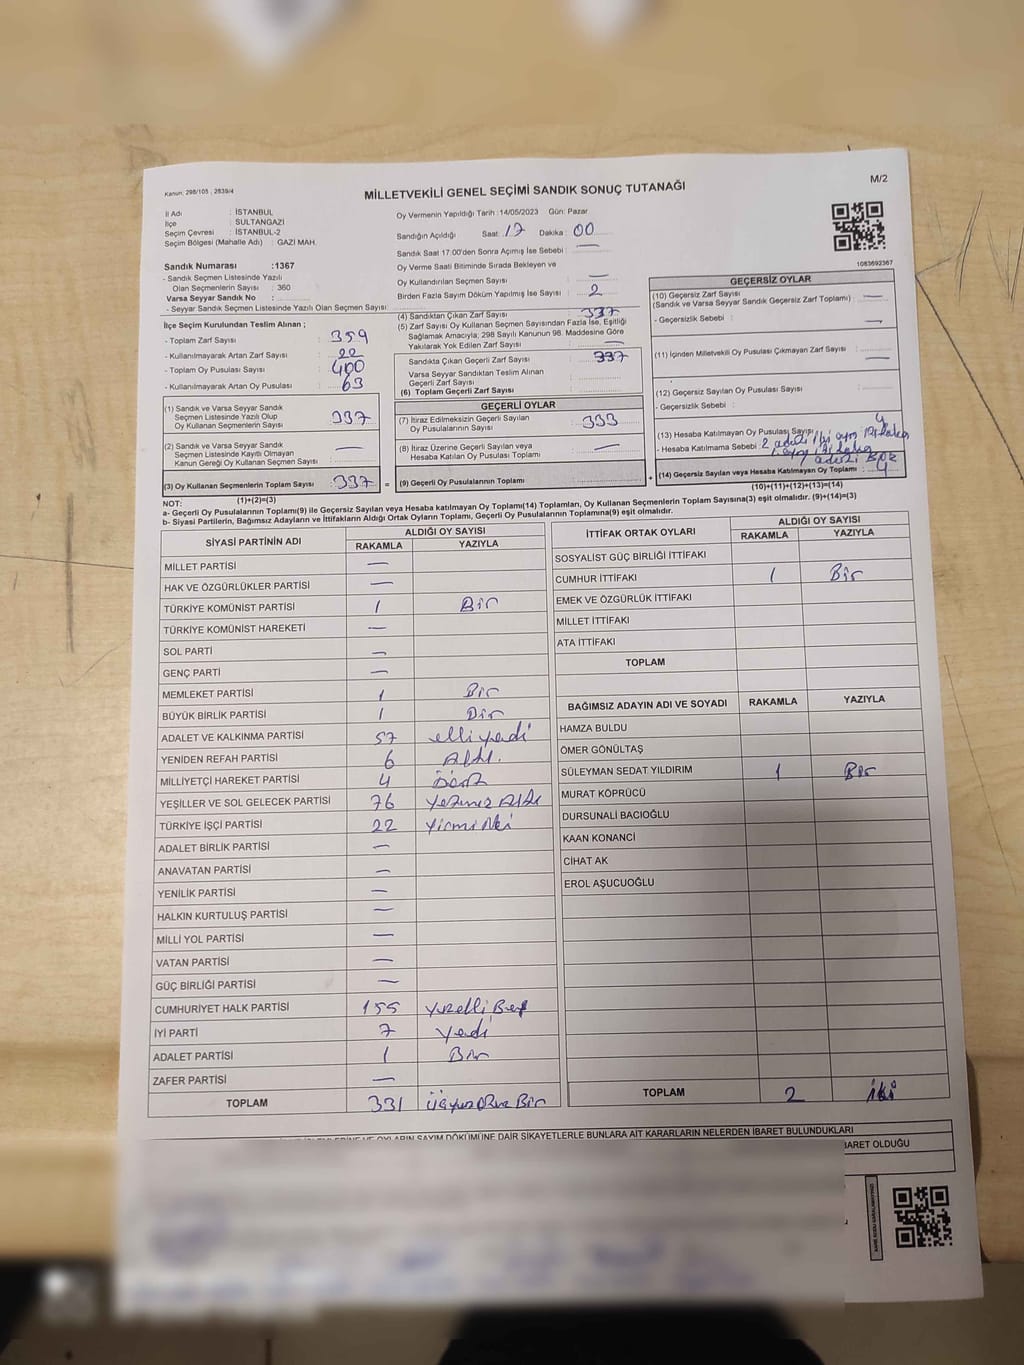 Kanun: 298/105 ; 2839/4
MİLLETVEKİLİ GENEL SEÇİMİ SANDIK SONUÇ TUTANAĞI
M/2
İl Adı : İSTANBUL
İlçe : SULTANGAZİ
Seçim Çevresi : İSTANBUL-2
Seçim Bölgesi (Mahalle Adı) : GAZİ MAH.
Oy Vermenin Yapıldığı Tarih :14/05/2023 Gün: Pazar
Sandığın Açıldığı Saat: 17 Dakika: 00
Sandık Saat 17:00'den Sonra Açımış İse Sebebi : —
Oy Verme Saati Bitiminde Sırada Bekleyen ve
Oy Kullandırılan Seçmen Sayısı : —
Birden Fazla Sayım Döküm Yapılmış İse Sayısı : 2
1083692367
Sandık Numarası :1367
- Sandık Seçmen Listesinde Yazılı
Olan Seçmenlerin Sayısı : 360
Varsa Seyyar Sandık No :
- Seyyar Sandık Seçmen Listesinde Yazılı Olan Seçmen Sayısı:
İlçe Seçim Kurulundan Teslim Alınan ;
- Toplam Zarf Sayısı : 359
- Kullanılmayarak Artan Zarf Sayısı : 22
- Toplam Oy Pusulası Sayısı : 400
- Kullanılmayarak Artan Oy Pusulası : 63
(4) Sandıktan Çıkan Zarf Sayısı : 337
(5) Zarf Sayısı Oy Kullanan Seçmen Sayısından Fazla İse, Eşitliği
Sağlamak Amacıyla; 298 Sayılı Kanunun 98. Maddesine Göre
Yakılarak Yok Edilen Zarf Sayısı : —
Sandıkta Çıkan Geçerli Zarf Sayısı : 337
Varsa Seyyar Sandıktan Teslim Alınan
Geçerli Zarf Sayısı :
(6) Toplam Geçerli Zarf Sayısı :
GEÇERSİZ OYLAR
(10) Geçersiz Zarf Sayısı
(Sandık ve Varsa Seyyar Sandık Geçersiz Zarf Toplamı) : —
- Geçersizlik Sebebi : —
(11) İçinden Milletvekili Oy Pusulası Çıkmayan Zarf Sayısı : —
(12) Geçersiz Sayılan Oy Pusulası Sayısı :
- Geçersizlik Sebebi :
(13) Hesaba Katılmayan Oy Pusulası Sayısı : 4
- Hesaba Katılmama Sebebi : 2 adedi iki ayrı
adedi Boş
(14) Geçersiz Sayılan veya Hesaba Katılmayan Oy Toplamı : 4
(10)+(11)+(12)+(13)=(14)
(1) Sandık ve Varsa Seyyar Sandık
Seçmen Listesinde Yazılı Olup
Oy Kullanan Seçmenlerin Sayısı : 337
(2) Sandık ve Varsa Seyyar Sandık
Seçmen Listesinde Kayıtlı Olmayan
Kanun Gereği Oy Kullanan Seçmen Sayısı : —
(3) Oy Kullanan Seçmenlerin Toplam Sayısı : 337 =
(1)+(2)=(3)
GEÇERLİ OYLAR
(7) İtiraz Edilmeksizin Geçerli Sayılan
Oy Pusulalarının Sayısı : 333
(8) İtiraz Üzerine Geçerli Sayılan veya
Hesaba Katılan Oy Pusulası Toplamı : —
(9) Geçerli Oy Pusulalarının Toplamı : +
NOT:
a- Geçerli Oy Pusulalarının Toplamı(9) ile Geçersiz Sayılan veya Hesaba katılmayan Oy Toplamı(14) Toplamları, Oy Kullanan Seçmenlerin Toplam Sayısına(3) eşit olmalıdır. (9)+(14)=(3)
b- Siyasi Partilerin, Bağımsız Adayların ve İttifakların Aldığı Ortak Oyların Toplamı, Geçerli Oy Pusulalarının Toplamına(9) eşit olmalıdır.
SİYASİ PARTİNİN ADI ALDIĞI OY SAYISI
RAKAMLA YAZIYLA
MİLLET PARTİSİ —
HAK VE ÖZGÜRLÜKLER PARTİSİ —
TÜRKİYE KOMÜNİST PARTİSİ 1 Bir
TÜRKİYE KOMÜNİST HAREKETİ —
SOL PARTİ —
GENÇ PARTİ —
MEMLEKET PARTİSİ 1 Bir
BÜYÜK BİRLİK PARTİSİ 1 Bir
ADALET VE KALKINMA PARTİSİ 57 elli yedi
YENİDEN REFAH PARTİSİ 6 Altı.
MİLLİYETÇİ HAREKET PARTİSİ 4 Dört
YEŞİLLER VE SOL GELECEK PARTİSİ 76 Yetmiş Altı
TÜRKİYE İŞÇİ PARTİSİ 22 Yirmi iki
ADALET BİRLİK PARTİSİ —
ANAVATAN PARTİSİ —
YENİLİK PARTİSİ —
HALKIN KURTULUŞ PARTİSİ —
MİLLİ YOL PARTİSİ —
VATAN PARTİSİ —
GÜÇ BİRLİĞİ PARTİSİ —
CUMHURİYET HALK PARTİSİ 155 Yüzelli Beş
İYİ PARTİ 7 Yedi
ADALET PARTİSİ 1 Bir
ZAFER PARTİSİ —
TOPLAM 331 üçyüz Otuz Bir
İTTİFAK ORTAK OYLARI ALDIĞI OY SAYISI
RAKAMLA YAZIYLA
SOSYALİST GÜÇ BİRLİĞİ İTTİFAKI
CUMHUR İTTİFAKI 1 Bir
EMEK VE ÖZGÜRLÜK İTTİFAKI
MİLLET İTTİFAKI
ATA İTTİFAKI
TOPLAM
BAĞIMSIZ ADAYIN ADI VE SOYADI RAKAMLA YAZIYLA
HAMZA BULDU
ÖMER GÖNÜLTAŞ
SÜLEYMAN SEDAT YILDIRIM 1 Bir
MURAT KÖPRÜCÜ
DURSUNALİ BACIOĞLU
KAAN KONANCİ
CİHAT AK
EROL AŞUCUOĞLU
TOPLAM 2 iki
OYLARIN SAYIM DÖKÜMÜNE DAİR ŞİKAYETLERLE BUNLARA AİT KARARLARIN NELERDEN İBARET BULUNDUKLARI
İBARET OLDUĞU